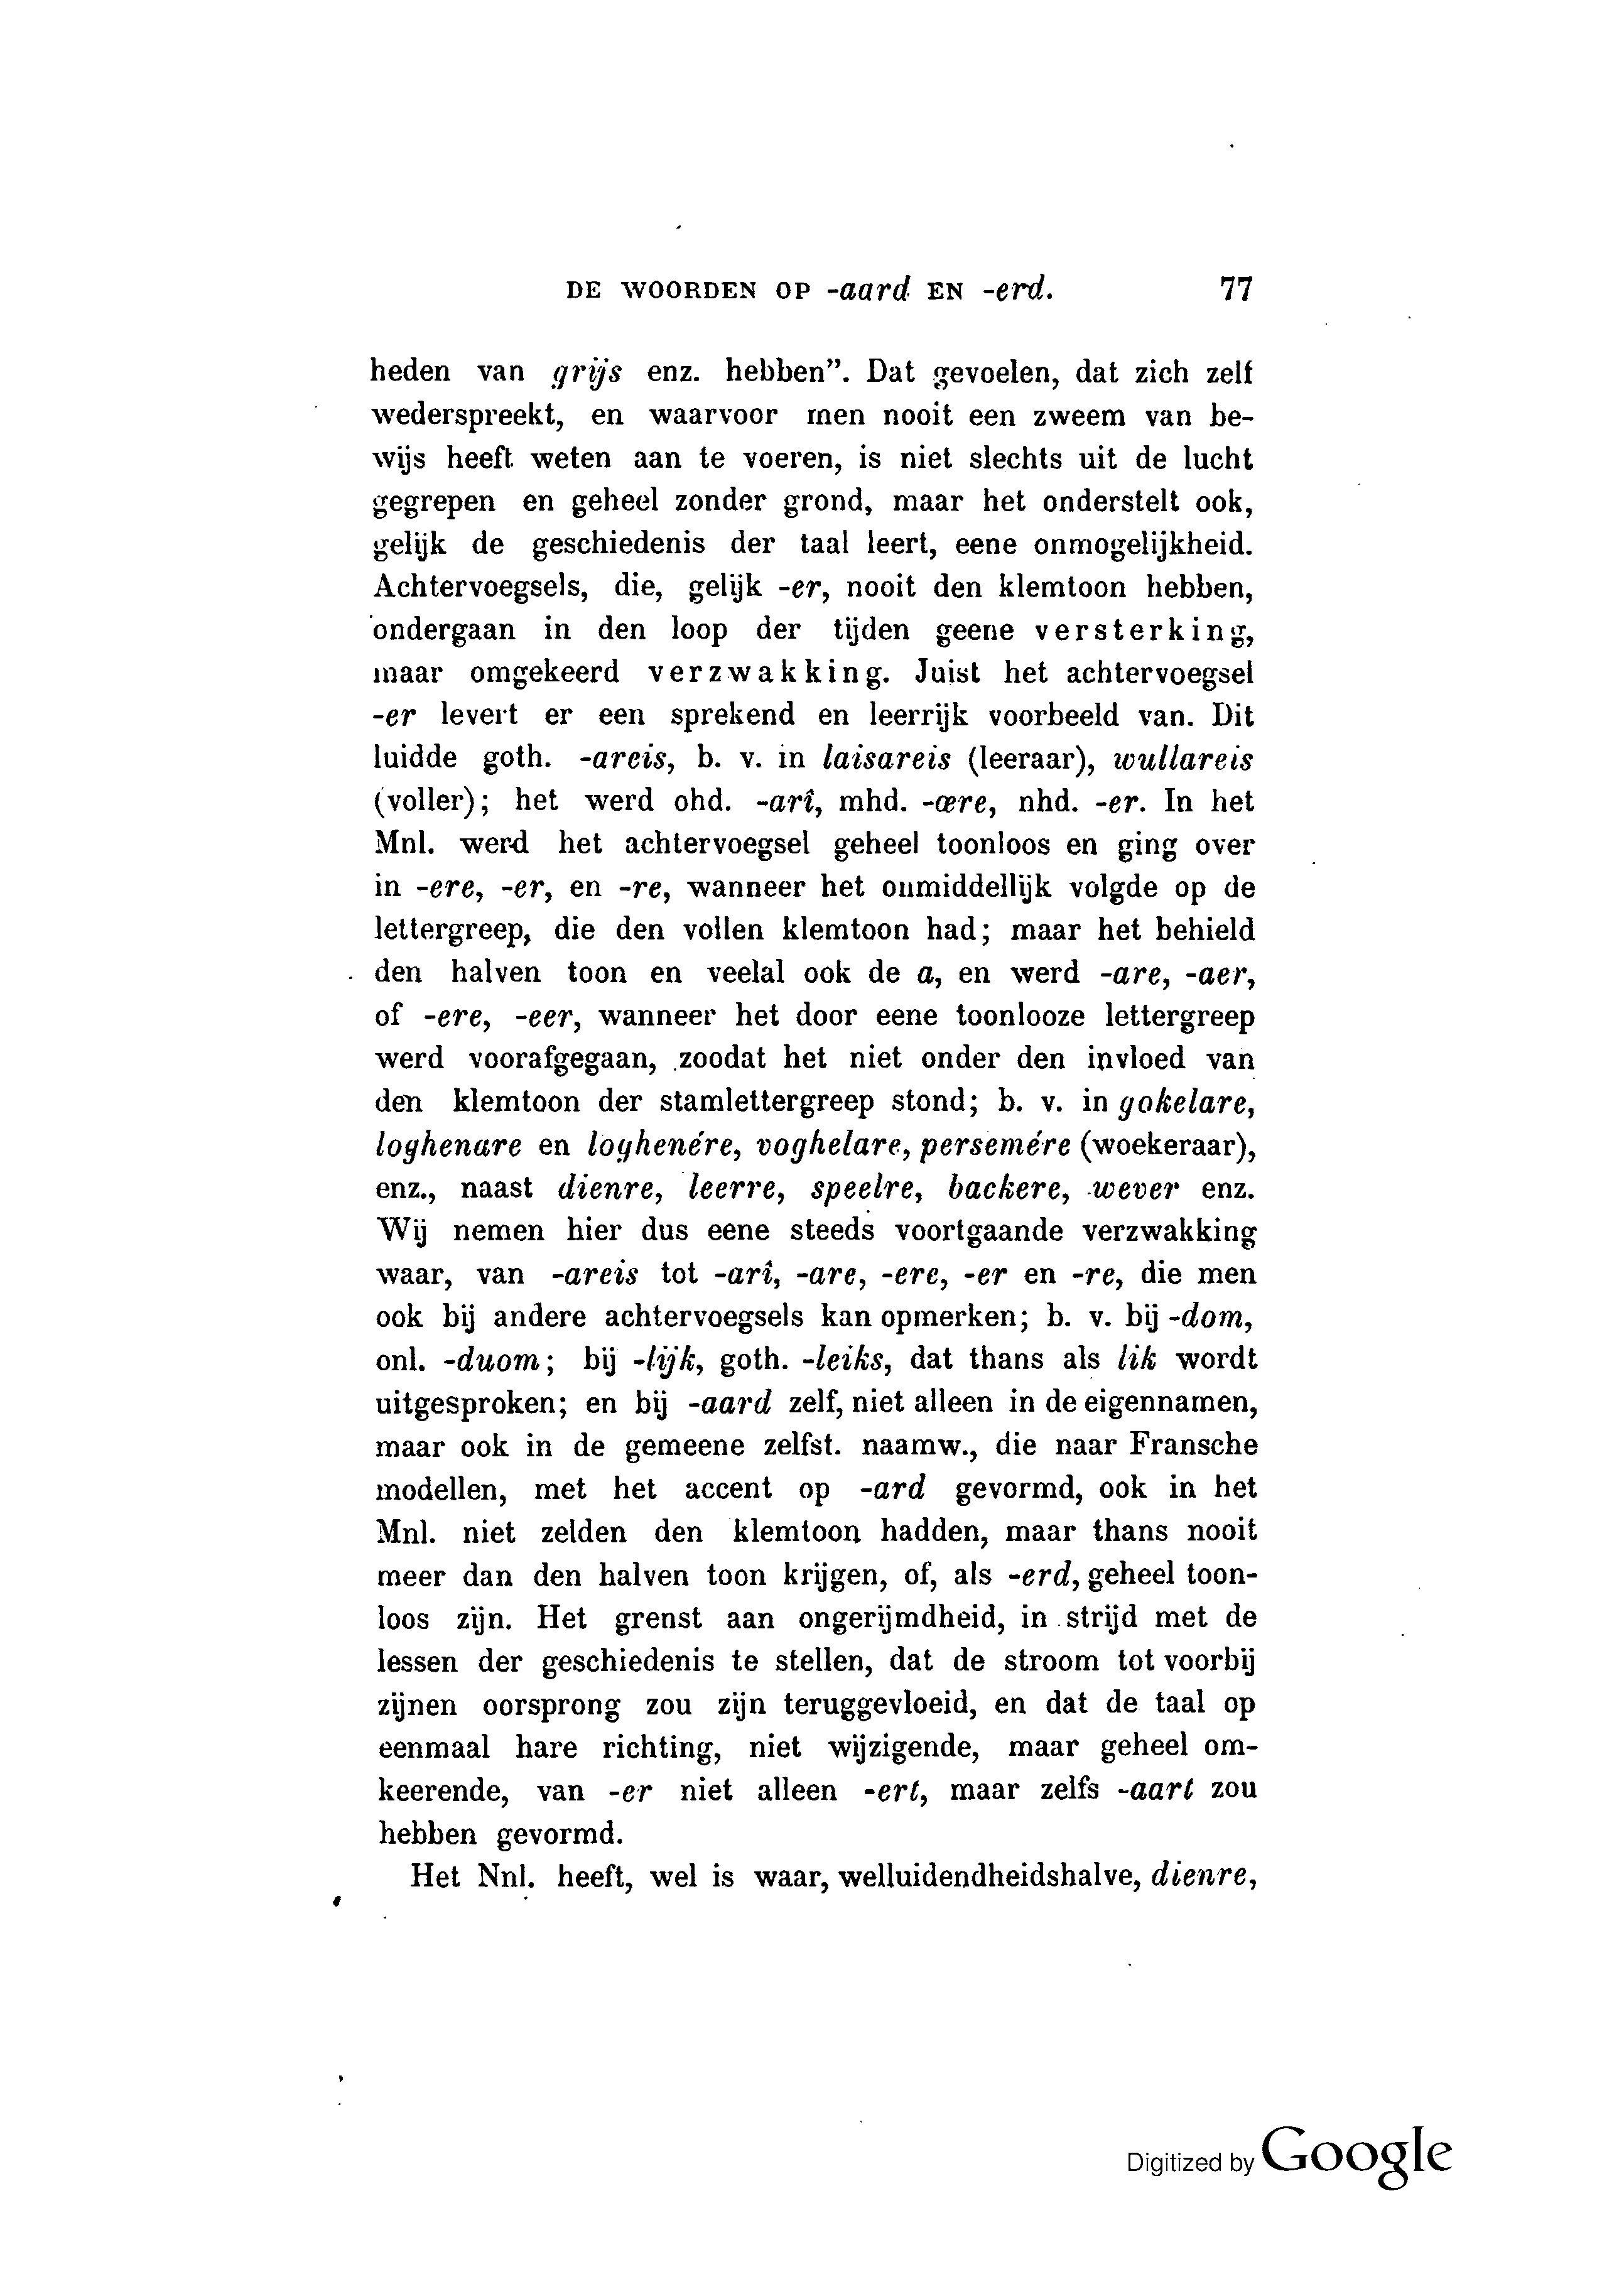 DE WOORDEN OP -aard EN -erd. 77
heden van grijs enz. hebben”. Dat gevoelen, dat zich zelf
wederspreekt, en waarvoor men nooit een zweem van be-
wijs heeft weten aan te voeren, is niet slechts uit de lucht
gegrepen en geheel zonder grond, maar het onderstelt ook,
gelijk de geschiedenis der taal leert, eene onmogelijkheid.
Achtervoegsels, die, gelijk -er, nooit den klemtoon hebben,
ondergaan in den loop der tijden geene versterking,
maar omgekeerd verzwakking. Juist het achtervoegsel
-er levert er een sprekend en leerrijk voorbeeld van. Dit
luidde goth. -areis, b. v. in laisareis (leeraar), wullareis
(voller); het werd ohd. -arî, mhd. -œre, nhd. -er. In het
Mnl. werd het achtervoegsel geheel toonloos en ging over
in -ere, -er, en -re, wanneer het onmiddellijk volgde op de
lettergreep, die den vollen klemtoon had; maar het behield
den halven toon en veelal ook de a, en werd -are, -aer,
of -ere, -eer, wanneer het door eene toonlooze lettergreep
werd voorafgegaan, zoodat het niet onder den invloed van
den klemtoon der stamlettergreep stond; b. v. in gokelare,
loghenare en loghenére, voghelare, persemére (woekeraar),
enz., naast dienre, leerre, speelre, backere, wever enz.
Wij nemen hier dus eene steeds voortgaande verzwakking
waar, van -areis tot -arî, -are, -ere, -er en -re, die men
ook bij andere achtervoegsels kan opmerken; b. v. bij -dom,
onl. -duom; bij -lijk, goth. -leiks, dat thans als lik wordt
uitgesproken; en bij -aard zelf, niet alleen in de eigennamen,
maar ook in de gemeene zelfst. naamw., die naar Fransche
modellen, met het accent op -ard gevormd, ook in het
Mnl. niet zelden den klemtoon hadden, maar thans nooit
meer dan den halven toon krijgen, of, als -erd, geheel toon-
loos zijn. Het grenst aan ongerijmdheid, in strijd met de
lessen der geschiedenis te stellen, dat de stroom tot voorbij
zijnen oorsprong zou zijn teruggevloeid, en dat de taal op
eenmaal hare richting, niet wijzigende, maar geheel om-
keerende, van -er niet alleen -ert, maar zelfs -aart zou
hebben gevormd.
Het Nnl. heeft, wel is waar, welluidendheidshalve, dienre,
Digitized by Google